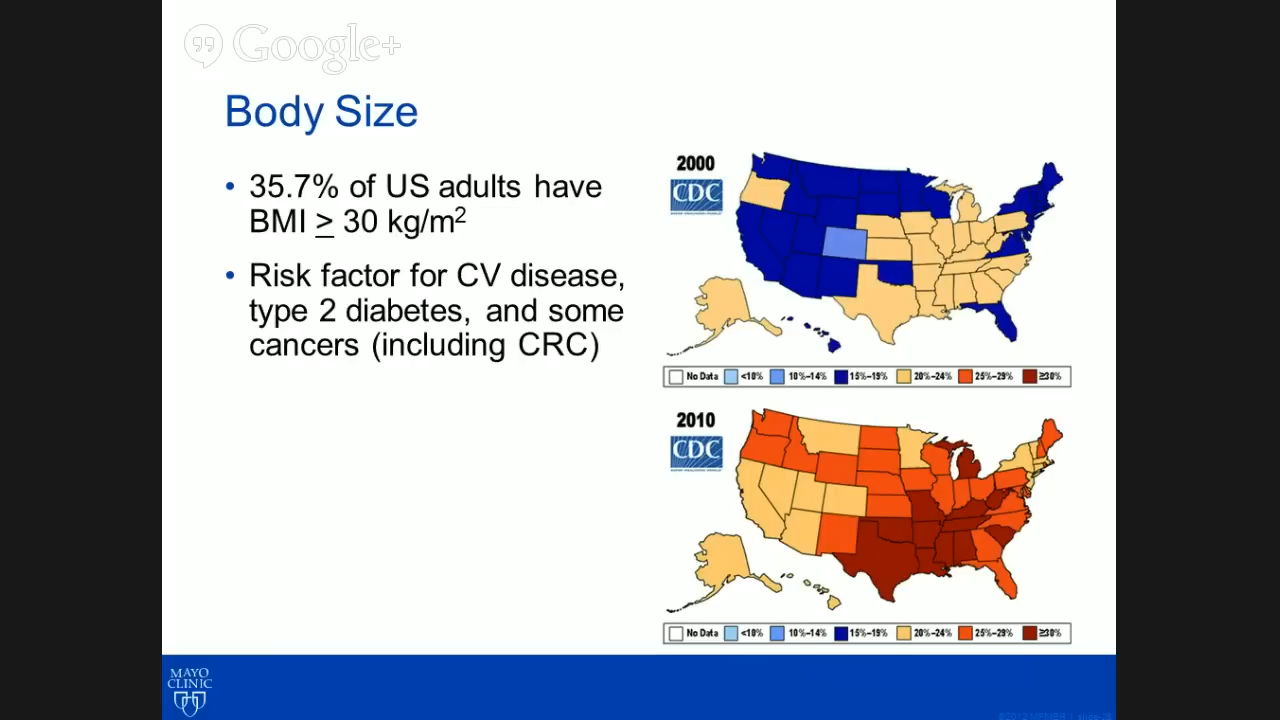 Google+
Body Size
• 35.7% of US adults have
BMI ≥ 30 kg/m²
• Risk factor for CV disease,
type 2 diabetes, and some
cancers (including CRC)
2000
CDC
No Data <10% 10%–14% 15%–19% 20%–24% 25%–29% ≥30%
2010
CDC
No Data <10% 10%–14% 15%–19% 20%–24% 25%–29% ≥30%
MAYO
CLINIC